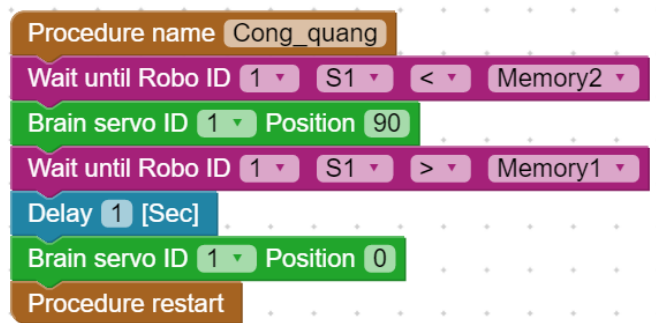 Procedure name Cong_quang
Wait until Robo ID 1 S1 < Memory2
Brain servo ID 1 Position 90
Wait until Robo ID 1 S1 > Memory1
Delay 1 [Sec]
Brain servo ID 1 Position 0
Procedure restart